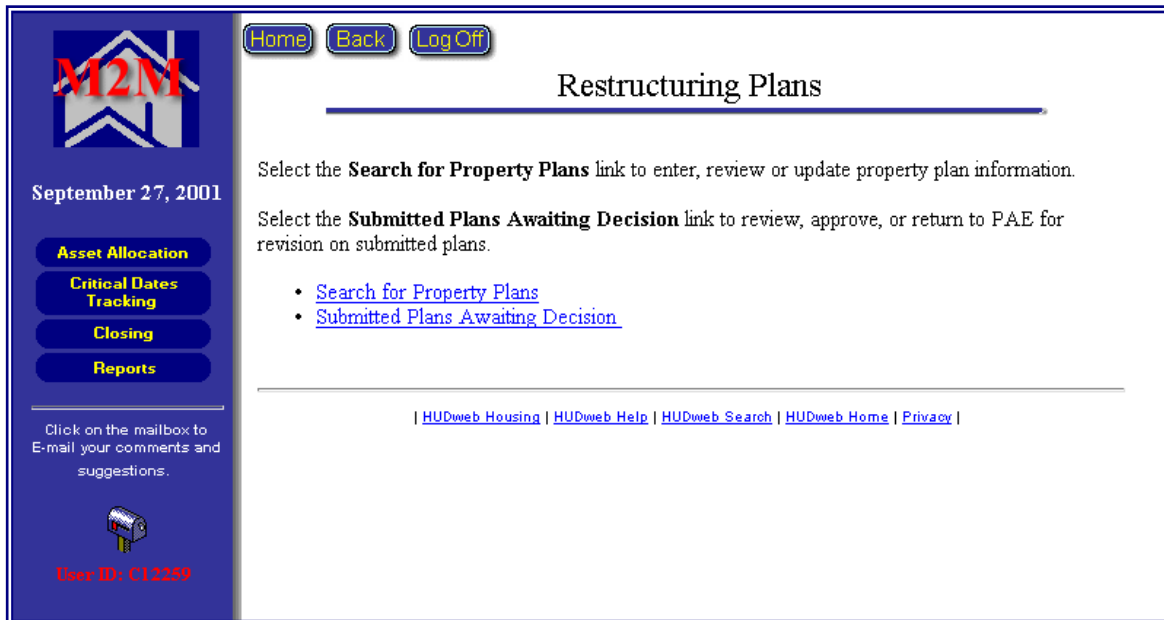 M2M
September 27, 2001
Asset Allocation
Critical Dates
Tracking
Closing
Reports
Click on the mailbox to
E-mail your comments and
suggestions.
User ID: C12259
Home Back Log Off
Restructuring Plans
Select the Search for Property Plans link to enter, review or update property plan information.
Select the Submitted Plans Awaiting Decision link to review, approve, or return to PAE for
revision on submitted plans.
• Search for Property Plans
• Submitted Plans Awaiting Decision
| HUDweb Housing | HUDweb Help | HUDweb Search | HUDweb Home | Privacy |